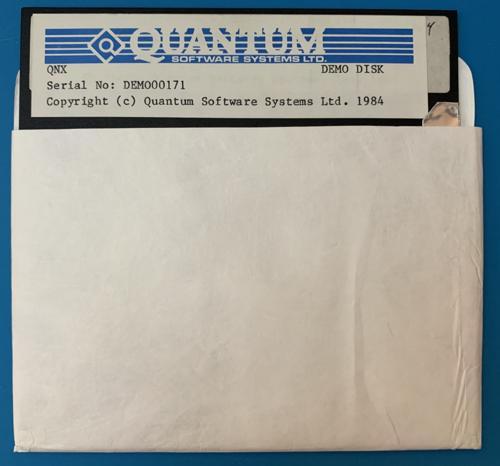 QUANTUM
SOFTWARE SYSTEMS LTD.
QNX DEMO DISK
Serial No: DEMO00171
Copyright (c) Quantum Software Systems Ltd. 1984